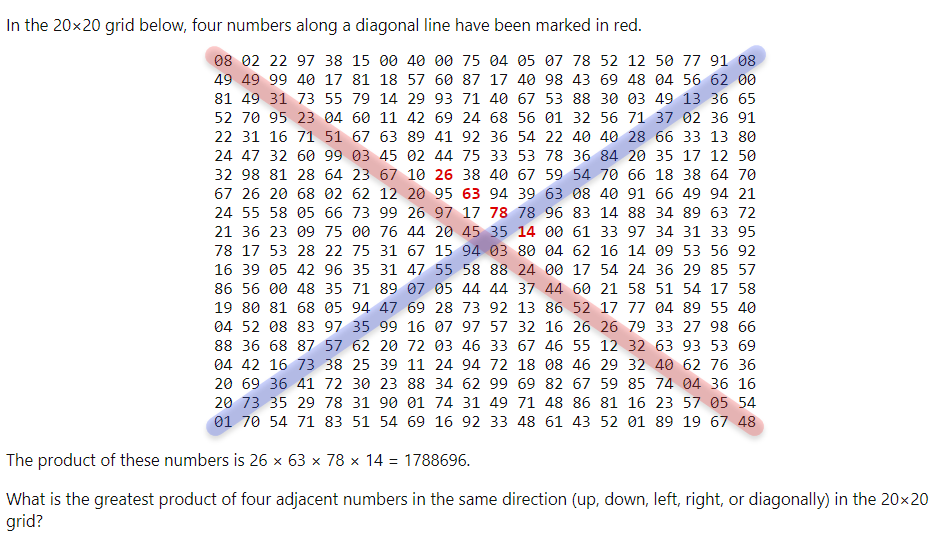 In the 20×20 grid below, four numbers along a diagonal line have been marked in red.
08 02 22 97 38 15 00 40 00 75 04 05 07 78 52 12 50 77 91 08
49 49 99 40 17 81 18 57 60 87 17 40 98 43 69 48 04 56 62 00
81 49 31 73 55 79 14 29 93 71 40 67 53 88 30 03 49 13 36 65
52 70 95 23 04 60 11 42 69 24 68 56 01 32 56 71 37 02 36 91
22 31 16 71 51 67 63 89 41 92 36 54 22 40 40 28 66 33 13 80
24 47 32 60 99 03 45 02 44 75 33 53 78 36 84 20 35 17 12 50
32 98 81 28 64 23 67 10 26 38 40 67 59 54 70 66 18 38 64 70
67 26 20 68 02 62 12 20 95 63 94 39 63 08 40 91 66 49 94 21
24 55 58 05 66 73 99 26 97 17 78 78 96 83 14 88 34 89 63 72
21 36 23 09 75 00 76 44 20 45 35 14 00 61 33 97 34 31 33 95
78 17 53 28 22 75 31 67 15 94 03 80 04 62 16 14 09 53 56 92
16 39 05 42 96 35 31 47 55 58 88 24 00 17 54 24 36 29 85 57
86 56 00 48 35 71 89 07 05 44 44 37 44 60 21 58 51 54 17 58
19 80 81 68 05 94 47 69 28 73 92 13 86 52 17 77 04 89 55 40
04 52 08 83 97 35 99 16 07 97 57 32 16 26 26 79 33 27 98 66
88 36 68 87 57 62 20 72 03 46 33 67 46 55 12 32 63 93 53 69
04 42 16 73 38 25 39 11 24 94 72 18 08 46 29 32 40 62 76 36
20 69 36 41 72 30 23 88 34 62 99 69 82 67 59 85 74 04 36 16
20 73 35 29 78 31 90 01 74 31 49 71 48 86 81 16 23 57 05 54
01 70 54 71 83 51 54 69 16 92 33 48 61 43 52 01 89 19 67 48
The product of these numbers is 26 × 63 × 78 × 14 = 1788696.
What is the greatest product of four adjacent numbers in the same direction (up, down, left, right, or diagonally) in the 20×20
grid?